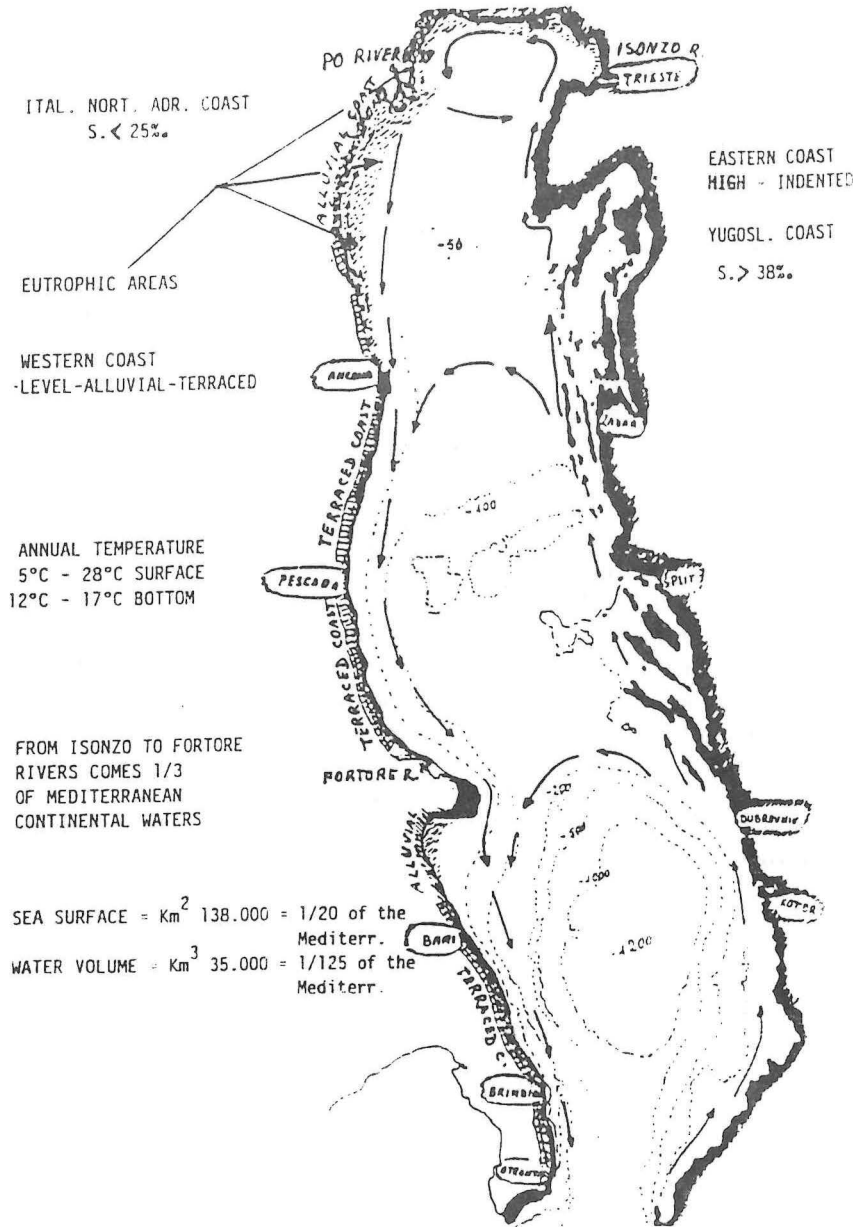 PO RIVER
ISONZO R
TRIESTE
ITAL. NORT. ADR. COAST
S. < 25‰
ALLUVIAL COAST
EASTERN COAST
HIGH - INDENTED
YUGOSL. COAST
S. > 38‰
-50
EUTROPHIC AREAS
WESTERN COAST
-LEVEL-ALLUVIAL-TERRACED
ANCONA
ZADAR
TERRACED COAST
-100
ANNUAL TEMPERATURE
5°C - 28°C SURFACE
12°C - 17°C BOTTOM
PESCARA
SPLIT
TERRACED COAST
FROM ISONZO TO FORTORE
RIVERS COMES 1/3
OF MEDITERRANEAN
CONTINENTAL WATERS
FORTORE R.
-200
-500
-1000
-1200
DUBROVNIK
KOTOR
ALLUVIAL
SEA SURFACE = Km² 138.000 = 1/20 of the
Mediterr.
BARI
WATER VOLUME = Km³ 35.000 = 1/125 of the
Mediterr.
TERRACED C.
BRINDISI
OTRANTO